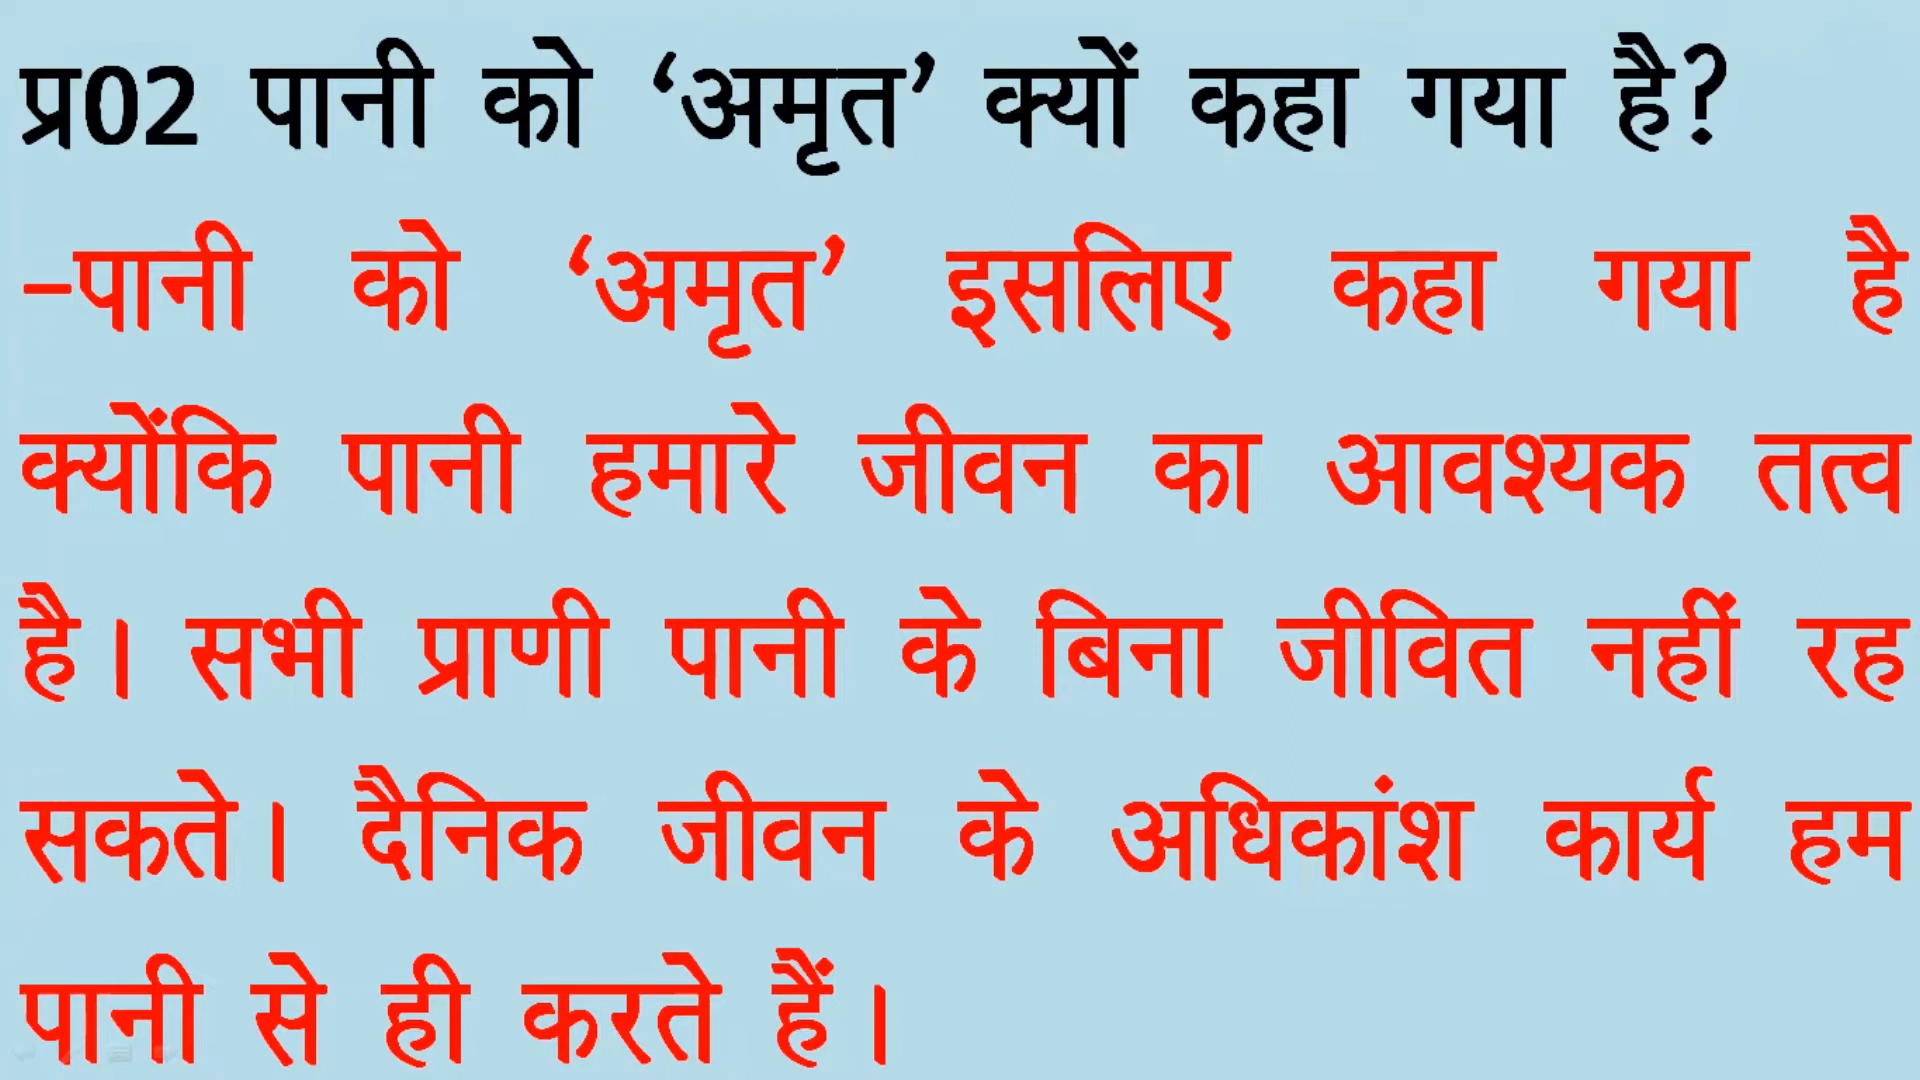 प्र02 पानी को ‘अमृत’ क्यों कहा गया है?
–पानी को ‘अमृत’ इसलिए कहा गया है
क्योंकि पानी हमारे जीवन का आवश्यक तत्व
है। सभी प्राणी पानी के बिना जीवित नहीं रह
सकते। दैनिक जीवन के अधिकांश कार्य हम
पानी से ही करते हैं।